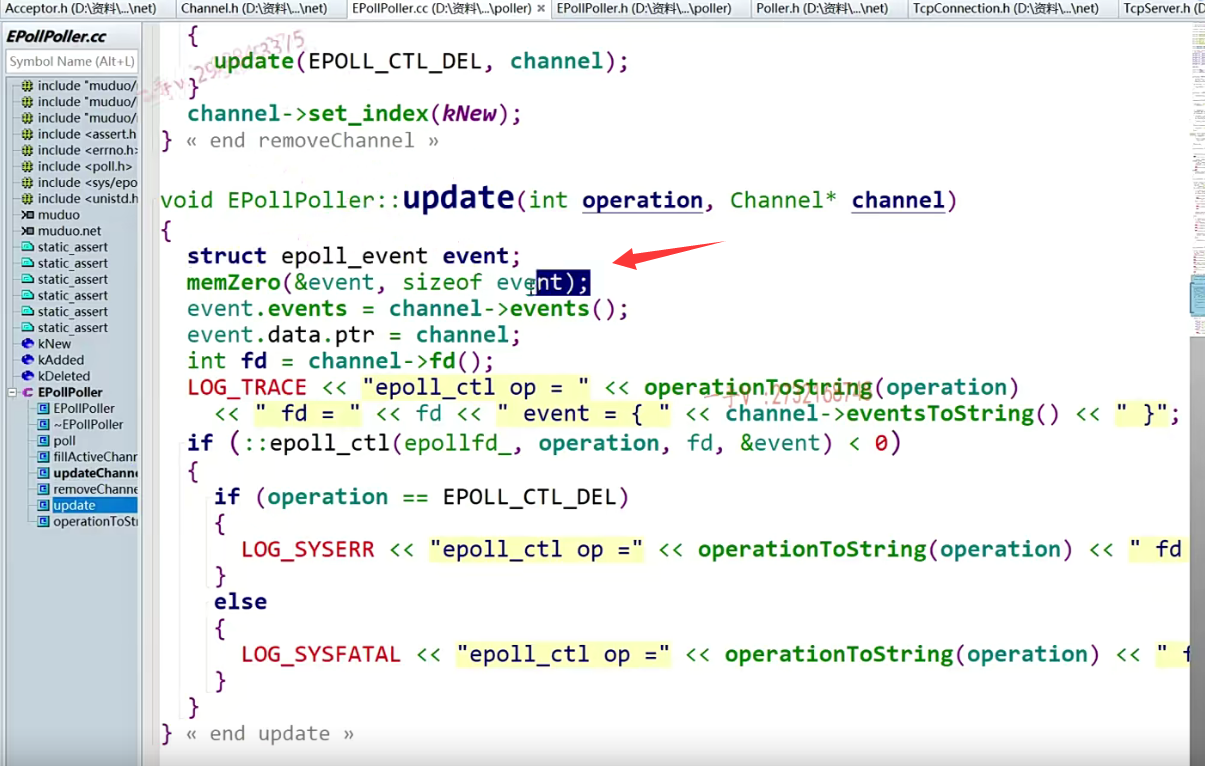 Acceptor.h (D:\资料\...\net) Channel.h (D:\资料\...\net) EPollPoller.cc (D:\资料\...\poller) × EPollPoller.h (D:\资料\...\poller) Poller.h (D:\资料\...\net) TcpConnection.h (D:\资料\...\net) TcpServer.h (D
EPollPoller.cc
Symbol Name (Alt+L)
include "muduo/
include "muduo/
include "muduo/
include <assert.h
include <errno.h>
include <poll.h>
include <sys/epo
include <unistd.h
muduo
muduo.net
static_assert
static_assert
static_assert
static_assert
static_assert
static_assert
kNew
kAdded
kDeleted
EPollPoller
EPollPoller
~EPollPoller
poll
fillActiveChanr
updateChanne
removeChanne
update
operationToStr
{
update(EPOLL_CTL_DEL, channel);
}
channel->set_index(kNew);
} « end removeChannel »
void EPollPoller::update(int operation, Channel* channel)
{
struct epoll_event event;
memZero(&event, sizeof event);
event.events = channel->events();
event.data.ptr = channel;
int fd = channel->fd();
LOG_TRACE << "epoll_ctl op = " << operationToString(operation)
<< " fd = " << fd << " event = { " << channel->eventsToString() << " }";
if (::epoll_ctl(epollfd_, operation, fd, &event) < 0)
{
if (operation == EPOLL_CTL_DEL)
{
LOG_SYSERR << "epoll_ctl op =" << operationToString(operation) << " fd
}
else
{
LOG_SYSFATAL << "epoll_ctl op =" << operationToString(operation) << " f
}
}
} « end update »